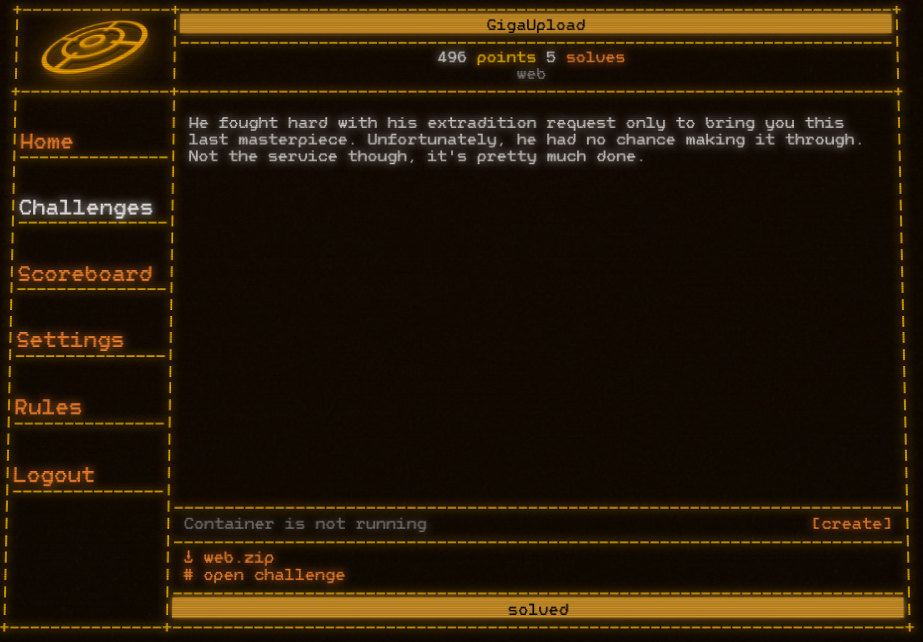 GigaUpload
496 points 5 solves
web
Home
Challenges
Scoreboard
Settings
Rules
Logout
He fought hard with his extradition request only to bring you this
last masterpiece. Unfortunately, he had no chance making it through.
Not the service though, it's pretty much done.
Container is not running [create]
web.zip
# open challenge
solved